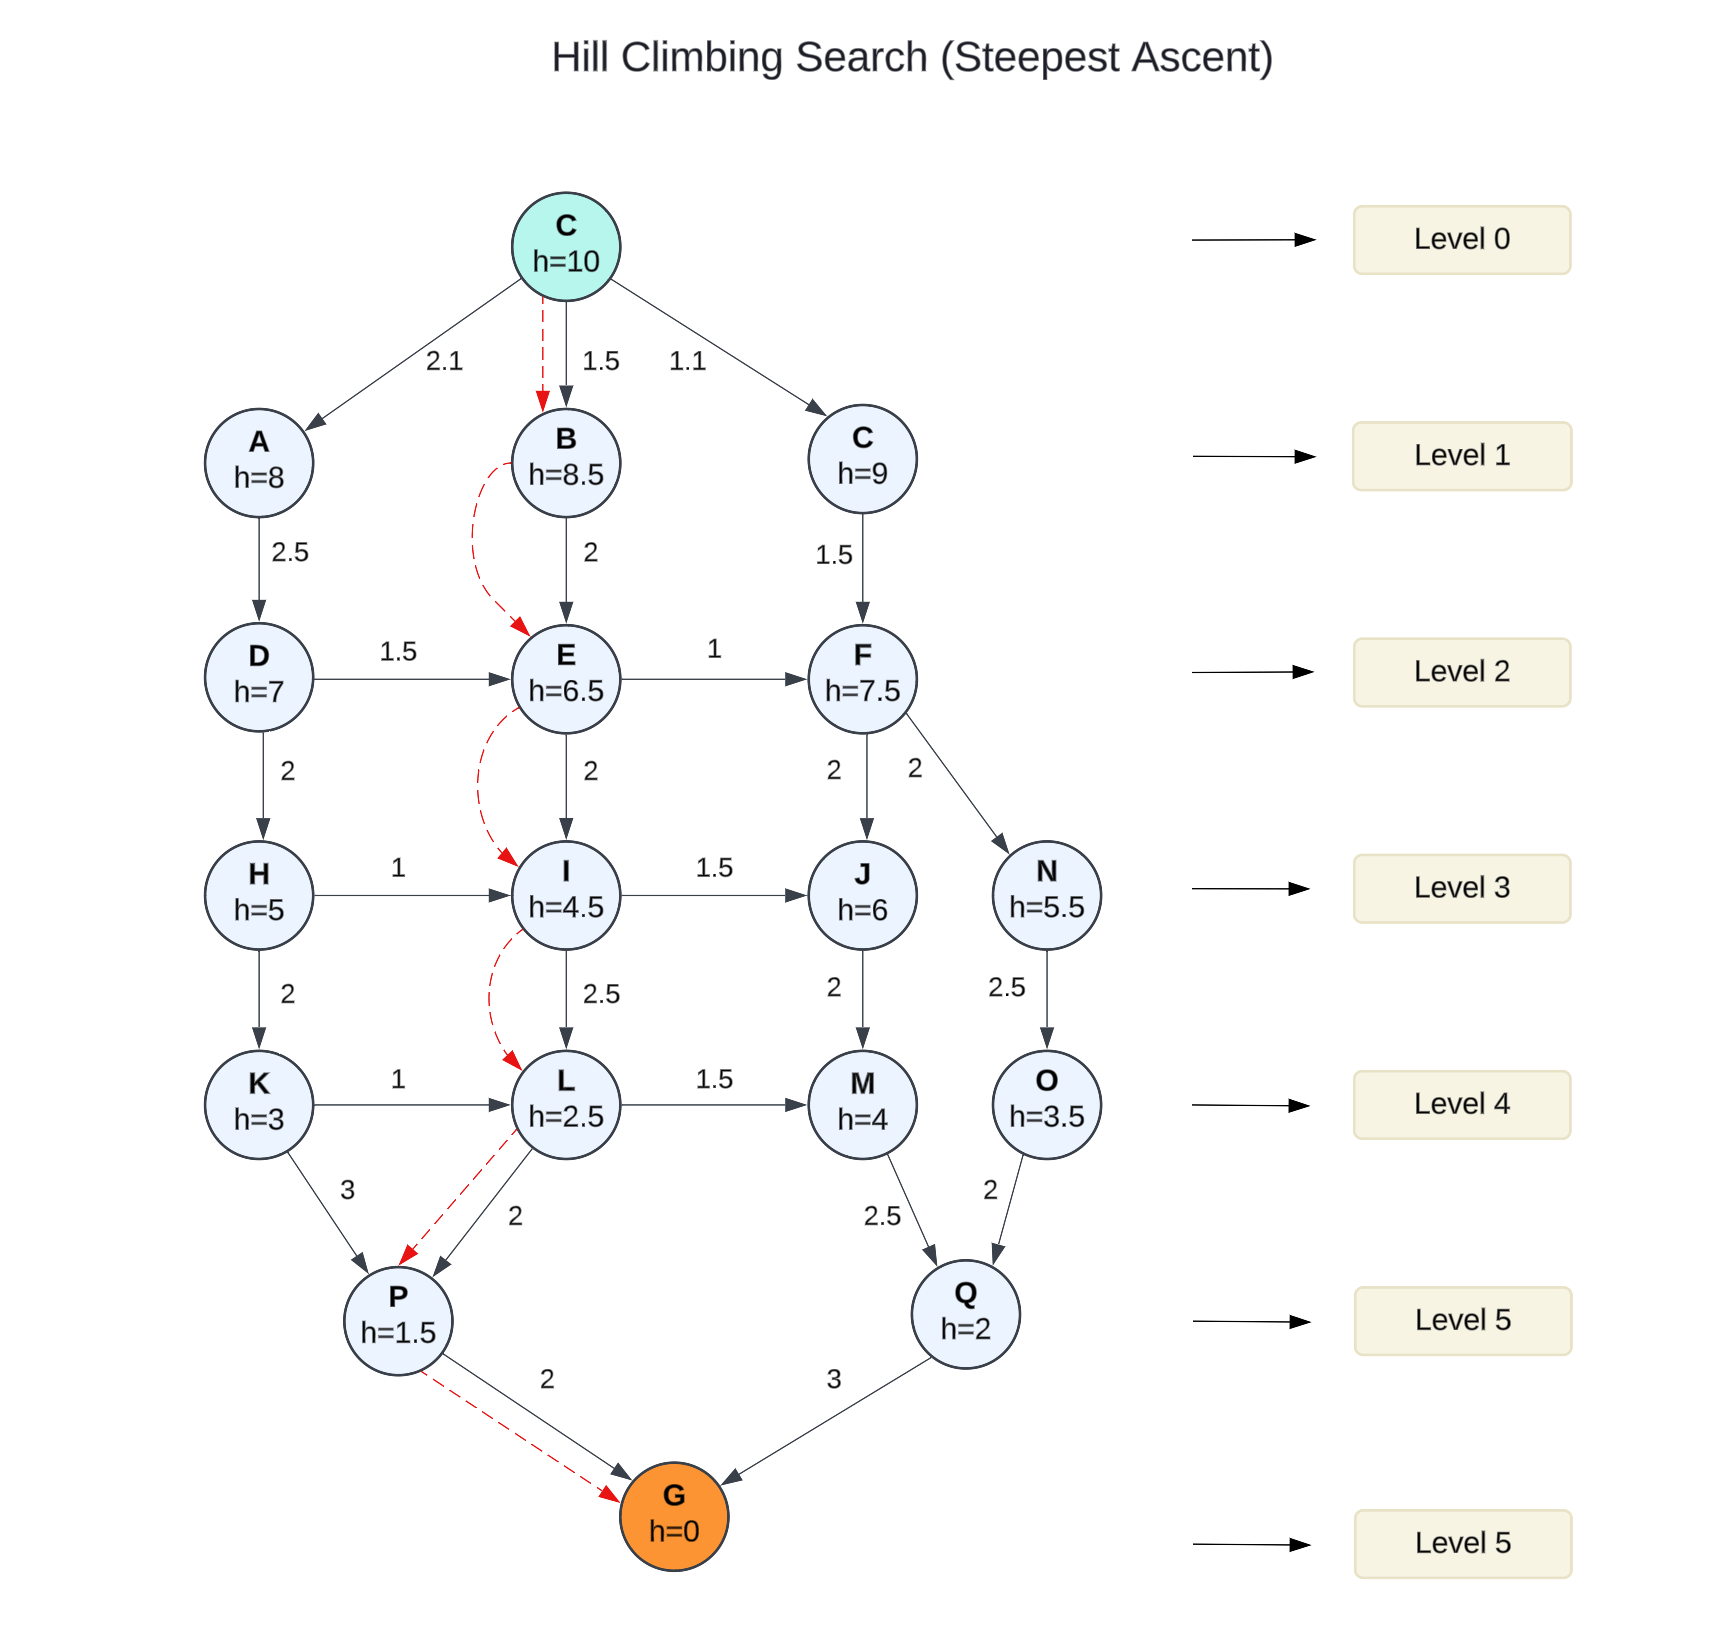 Hill Climbing Search (Steepest Ascent)
C
h=10
Level 0
2.1
1.5
1.1
A
h=8
B
h=8.5
C
h=9
Level 1
2.5
2
1.5
D
h=7
1.5
E
h=6.5
1
F
h=7.5
Level 2
2
2
2
2
H
h=5
1
I
h=4.5
1.5
J
h=6
N
h=5.5
Level 3
2
2.5
2
2.5
K
h=3
1
L
h=2.5
1.5
M
h=4
O
h=3.5
Level 4
3
2
2.5
2
P
h=1.5
Q
h=2
Level 5
2
3
G
h=0
Level 5